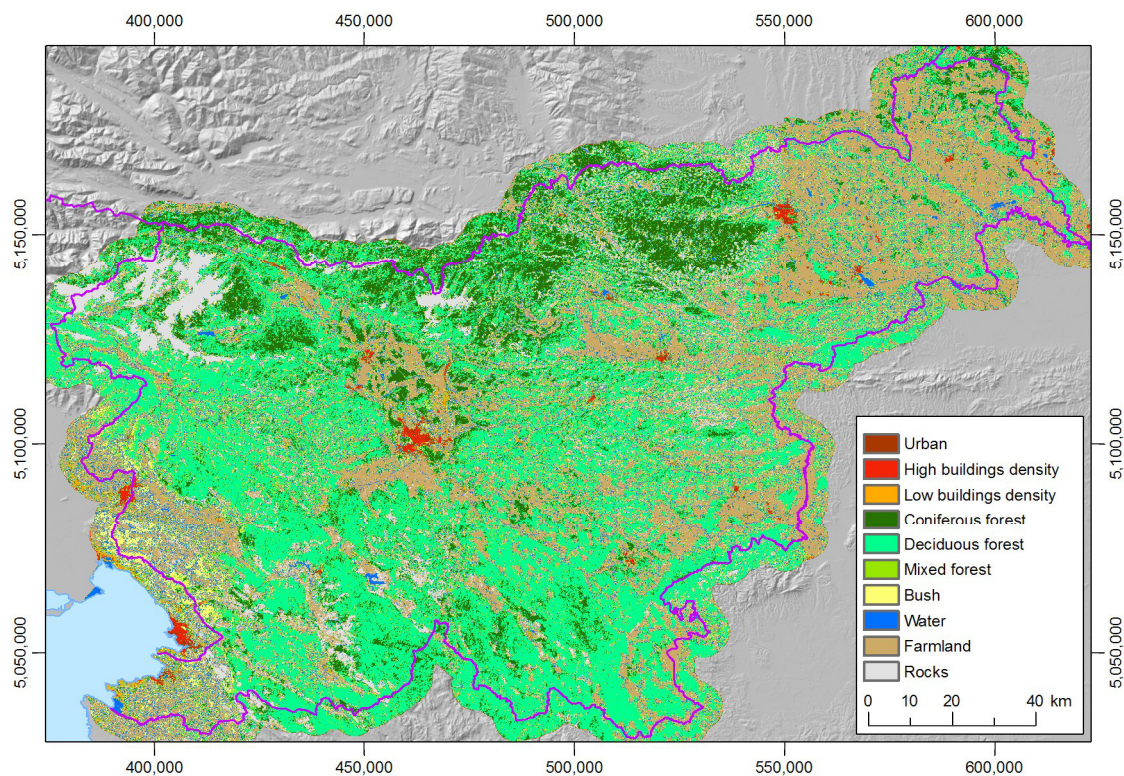 400,000 450,000 500,000 550,000 600,000
5,150,000 5,150,000
5,100,000 5,100,000
5,050,000 5,050,000
Urban
High buildings density
Low buildings density
Coniferous forest
Deciduous forest
Mixed forest
Bush
Water
Farmland
Rocks
0 10 20 40 km
400,000 450,000 500,000 550,000 600,000